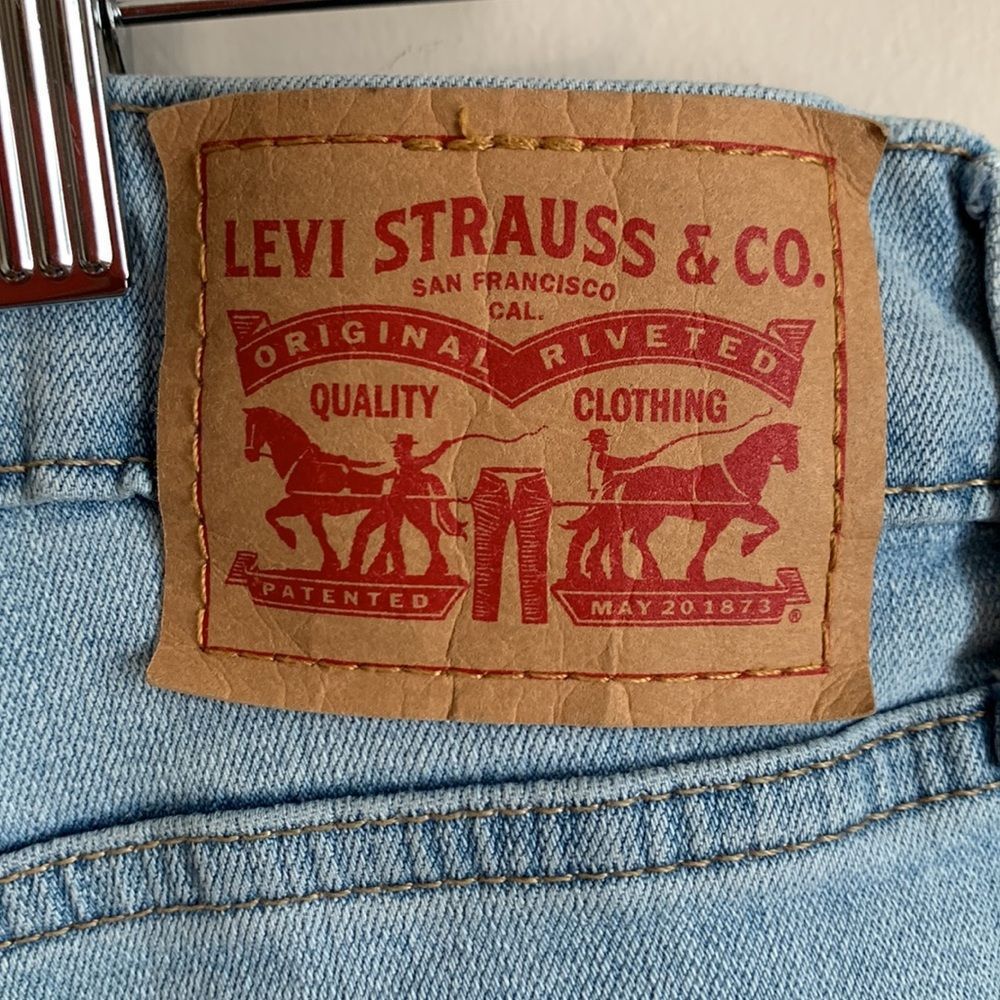 LEVI STRAUSS & CO.
SAN FRANCISCO
CAL.
ORIGINAL RIVETED
QUALITY CLOTHING
PATENTED MAY 20 1873 ®